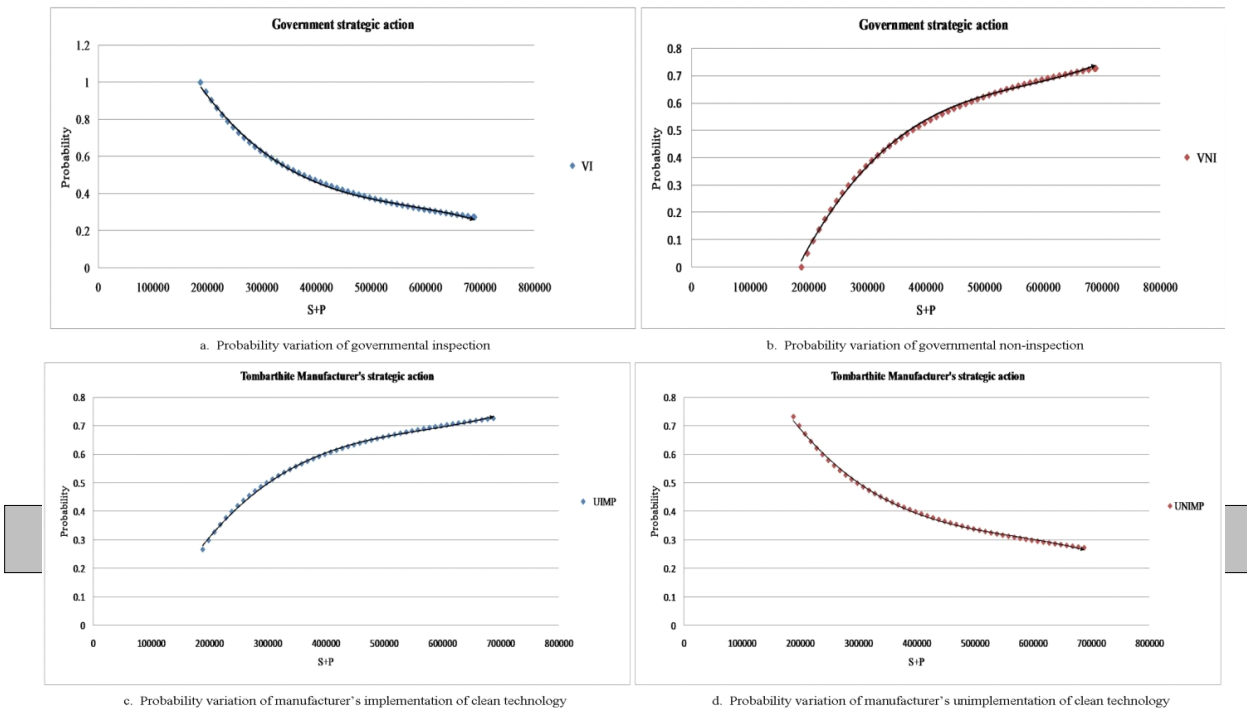 Government strategic action
1.2
1
0.8
0.6
0.4
0.2
0
Probability
0 100000 200000 300000 400000 500000 600000 700000 800000
S+P
VI
a. Probability variation of governmental inspection
Government strategic action
0.8
0.7
0.6
0.5
0.4
0.3
0.2
0.1
0
Probability
0 100000 200000 300000 400000 500000 600000 700000 800000
S+P
VNI
b. Probability variation of governmental non-inspection
Tombarthite Manufacturer's strategic action
0.8
0.7
0.6
0.5
0.4
0.3
0.2
0.1
0
Probability
0 100000 200000 300000 400000 500000 600000 700000 800000
S+P
UIMP
c. Probability variation of manufacturer's implementation of clean technology
Tombarthite Manufacturer's strategic action
0.8
0.7
0.6
0.5
0.4
0.3
0.2
0.1
0
Probability
0 100000 200000 300000 400000 500000 600000 700000 800000
S+P
UNIMP
d. Probability variation of manufacturer's unimplementation of clean technology